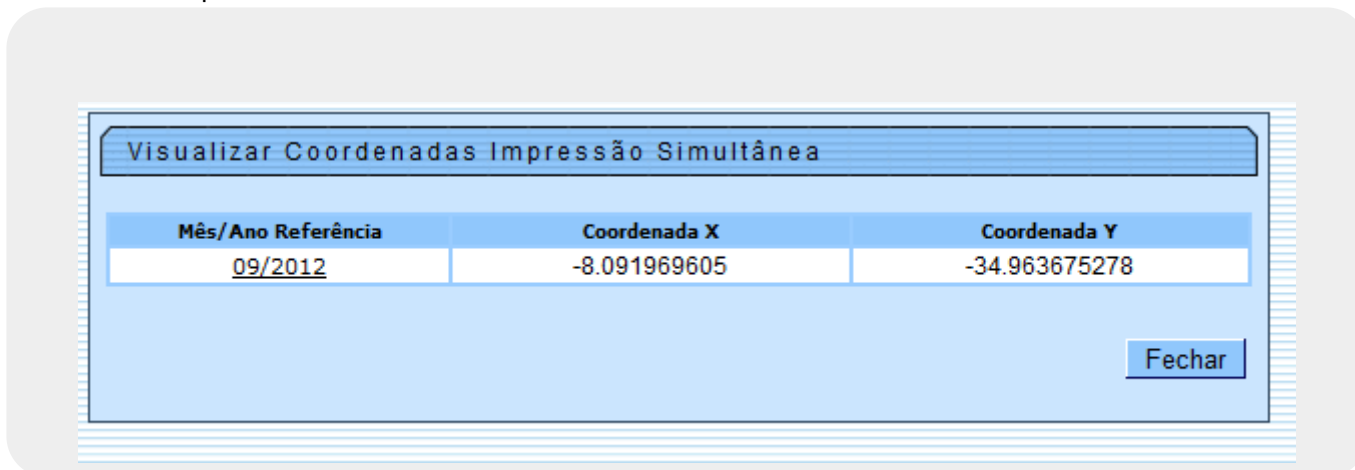 Visualizar Coordenadas Impressão Simultânea
Mês/Ano Referência Coordenada X Coordenada Y
09/2012 -8.091969605 -34.963675278
Fechar